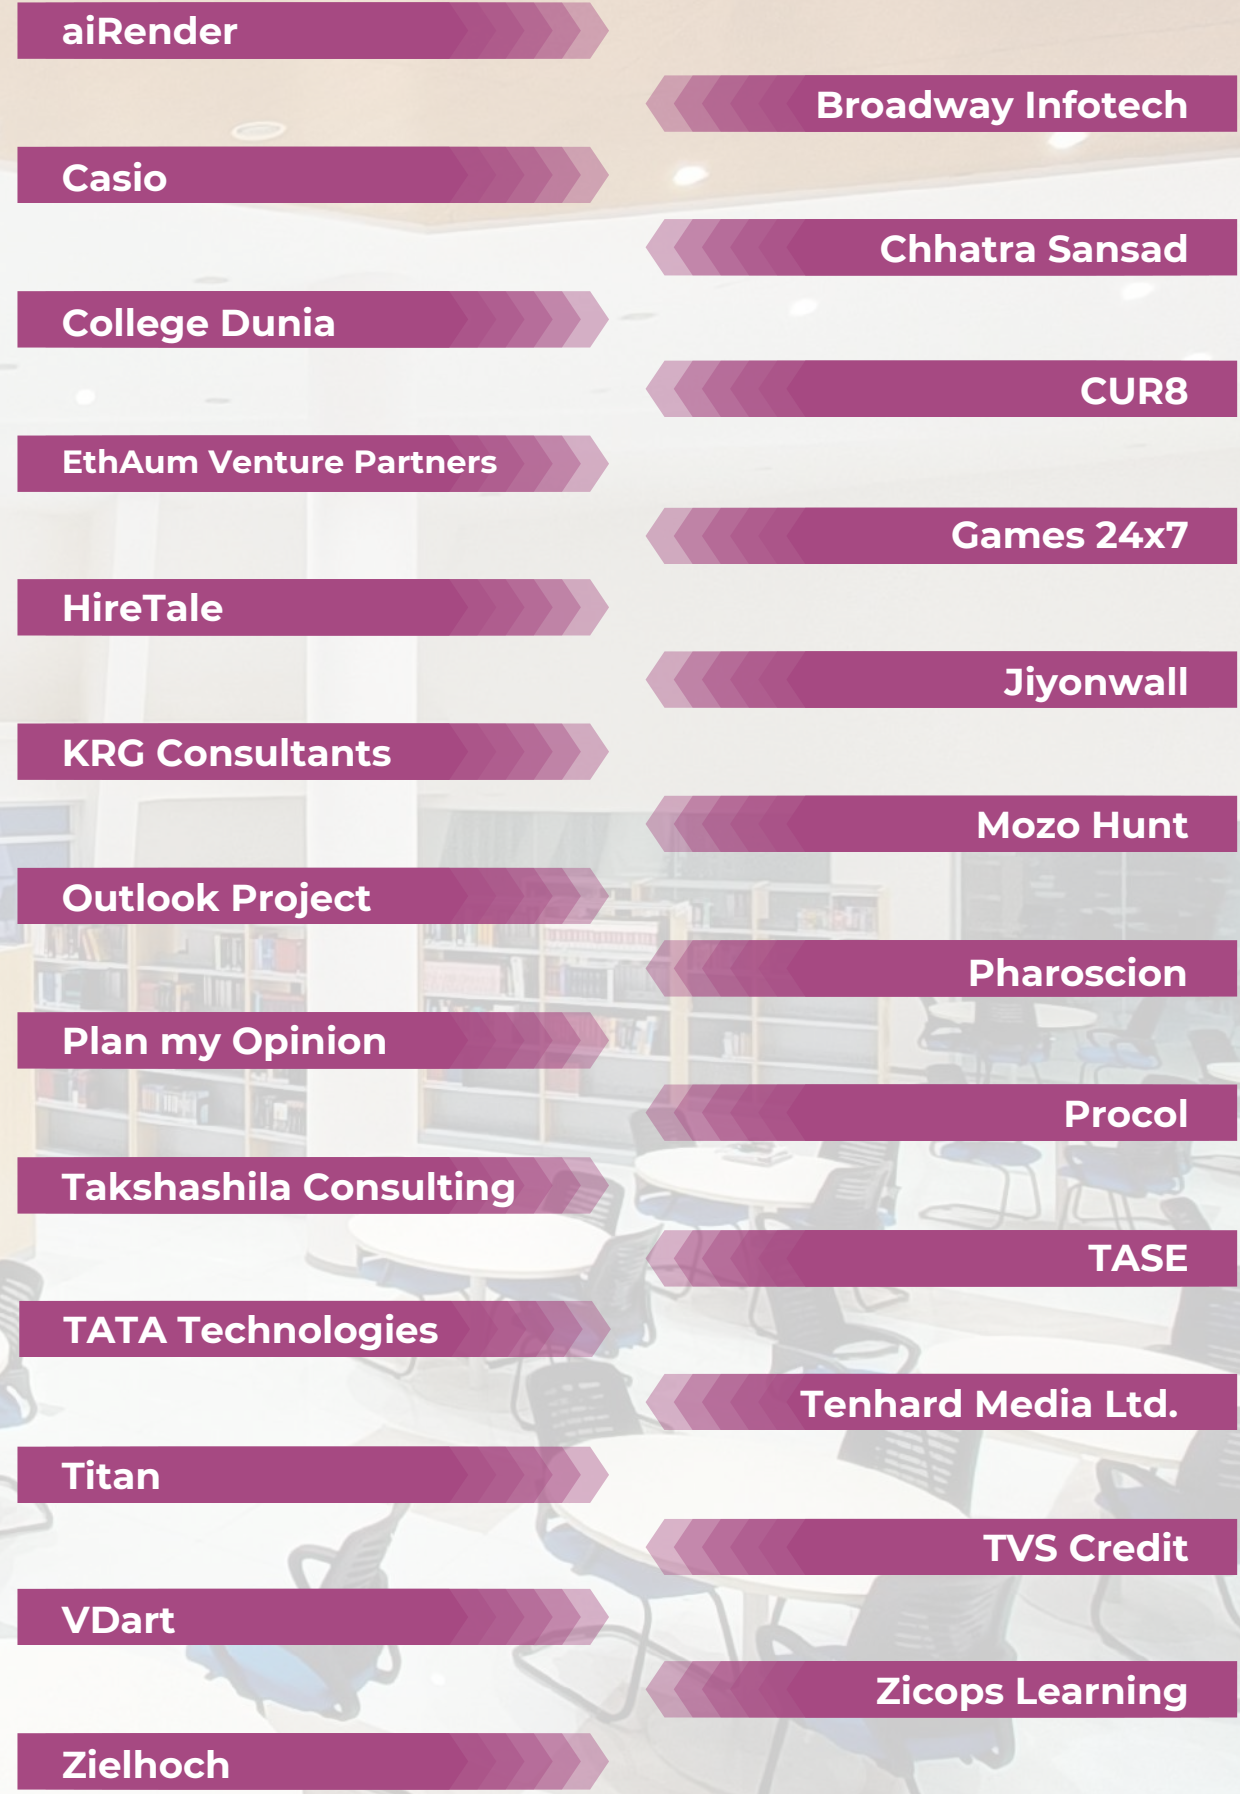 aiRender
Broadway Infotech
Casio
Chhatra Sansad
College Dunia
CUR8
EthAum Venture Partners
Games 24x7
HireTale
Jiyonwall
KRG Consultants
Mozo Hunt
Outlook Project
Pharoscion
Plan my Opinion
Procol
Takshashila Consulting
TASE
TATA Technologies
Tenhard Media Ltd.
Titan
TVS Credit
VDart
Zicops Learning
Zielhoch